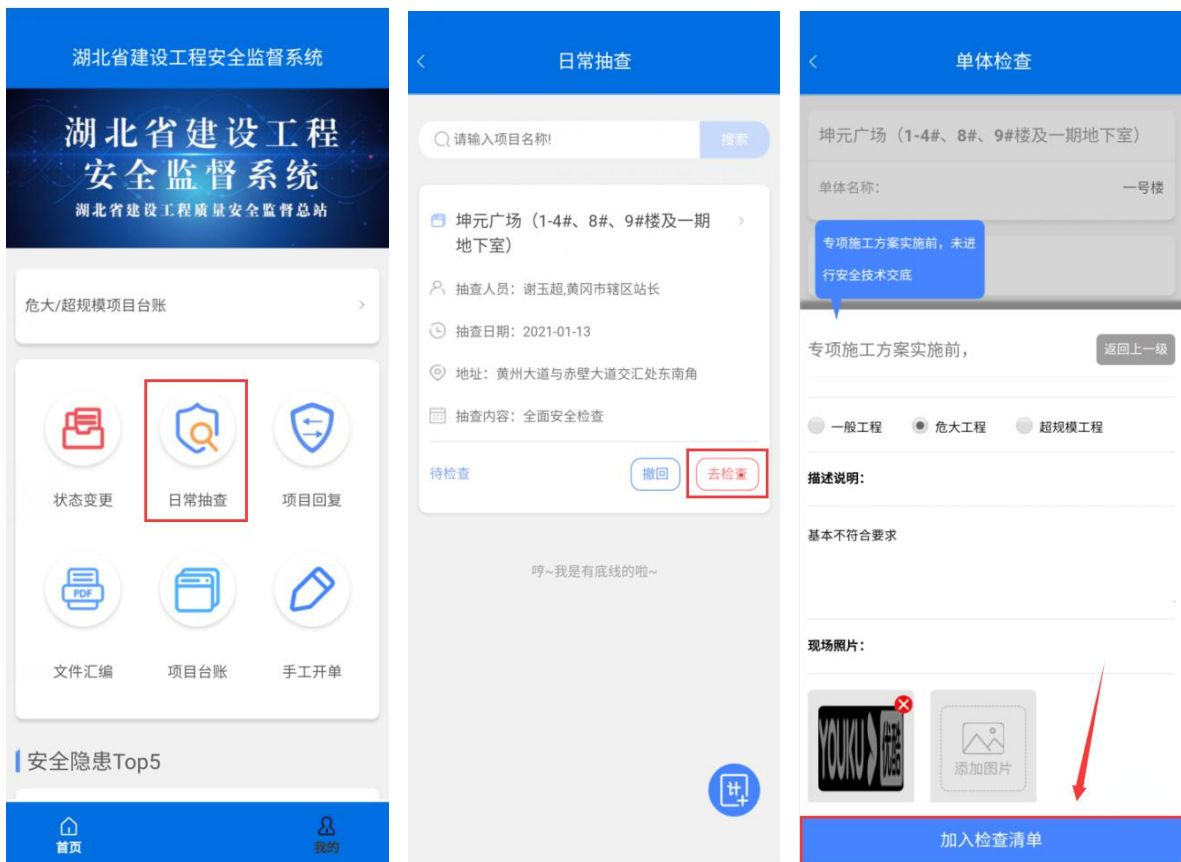 湖北省建设工程安全监督系统
湖北省建设工程
安全监督系统
湖北省建设工程质量安全监督总站
危大/超规模项目台账
状态变更
日常抽查
项目回复
PDF
文件汇编
项目台账
手工开单
安全隐患Top5
首页
我的
日常抽查
请输入项目名称!
搜索
坤元广场（1-4#、8#、9#楼及一期
地下室）
抽查人员：谢玉超,黄冈市辖区站长
抽查日期：2021-01-13
地址：黄州大道与赤壁大道交汇处东南角
抽查内容：全面安全检查
待检查
撤回
去检查
哼~我是有底线的啦~
计
单体检查
坤元广场（1-4#、8#、9#楼及一期地下室）
单体名称：
一号楼
专项施工方案实施前，未进
行安全技术交底
专项施工方案实施前，
返回上一级
一般工程
危大工程
超规模工程
描述说明：
基本不符合要求
现场照片：
YOUKU 优酷
添加图片
加入检查清单